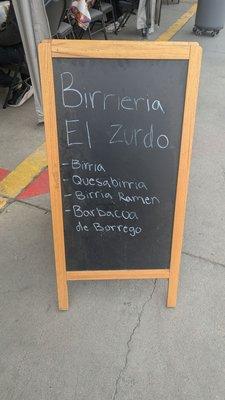 Birrieria
El Zurdo
- Birria
- Quesabirria
- Birria Ramen
- Barbacoa
de Borrego